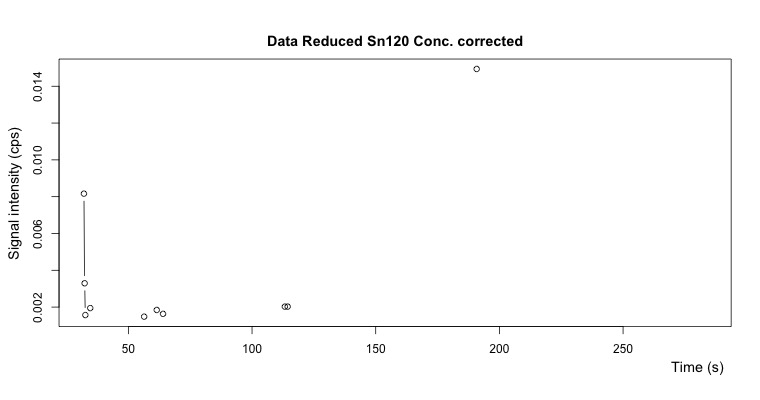 Data Reduced Sn120 Conc. corrected
Signal intensity (cps)
0.014
0.010
0.006
0.002
50 100 150 200 250
Time (s)